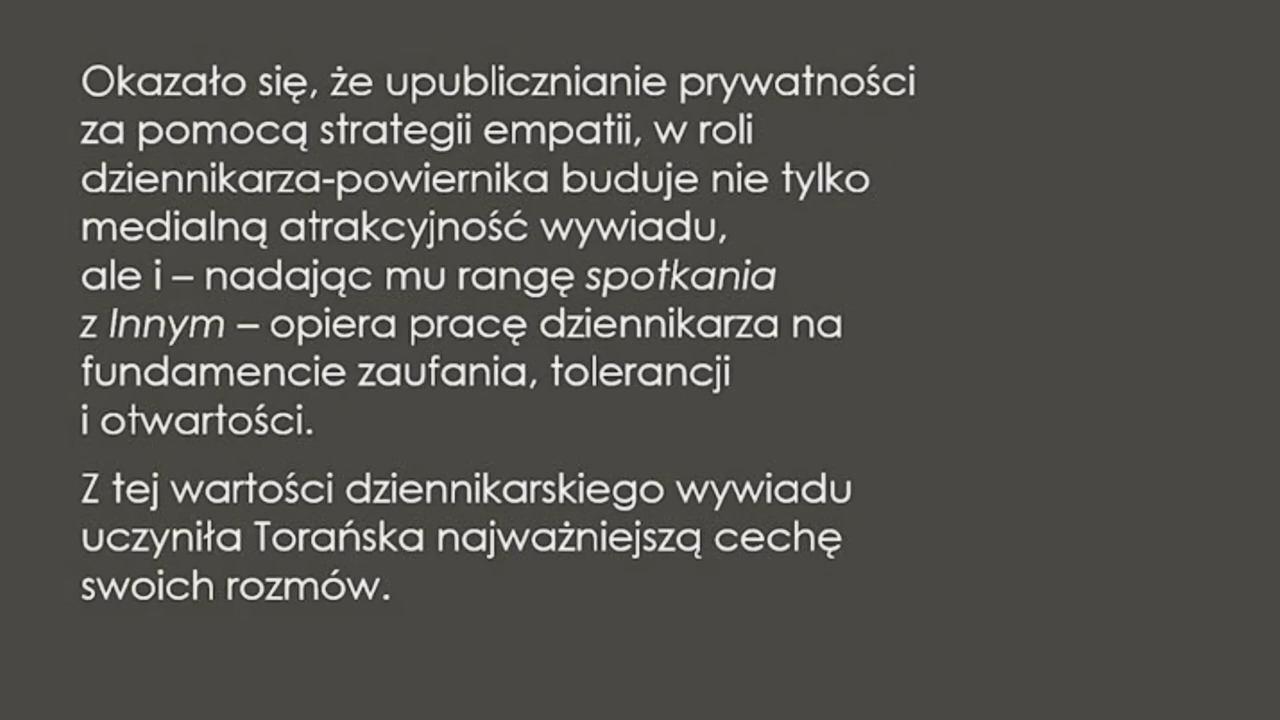 Okazało się, że upublicznianie prywatności
za pomocą strategii empatii, w roli
dziennikarza-powiernika buduje nie tylko
medialną atrakcyjność wywiadu,
ale i – nadając mu rangę spotkania
z Innym – opiera pracę dziennikarza na
fundamencie zaufania, tolerancji
i otwartości.
Z tej wartości dziennikarskiego wywiadu
uczyniła Torańska najważniejszą cechę
swoich rozmów.